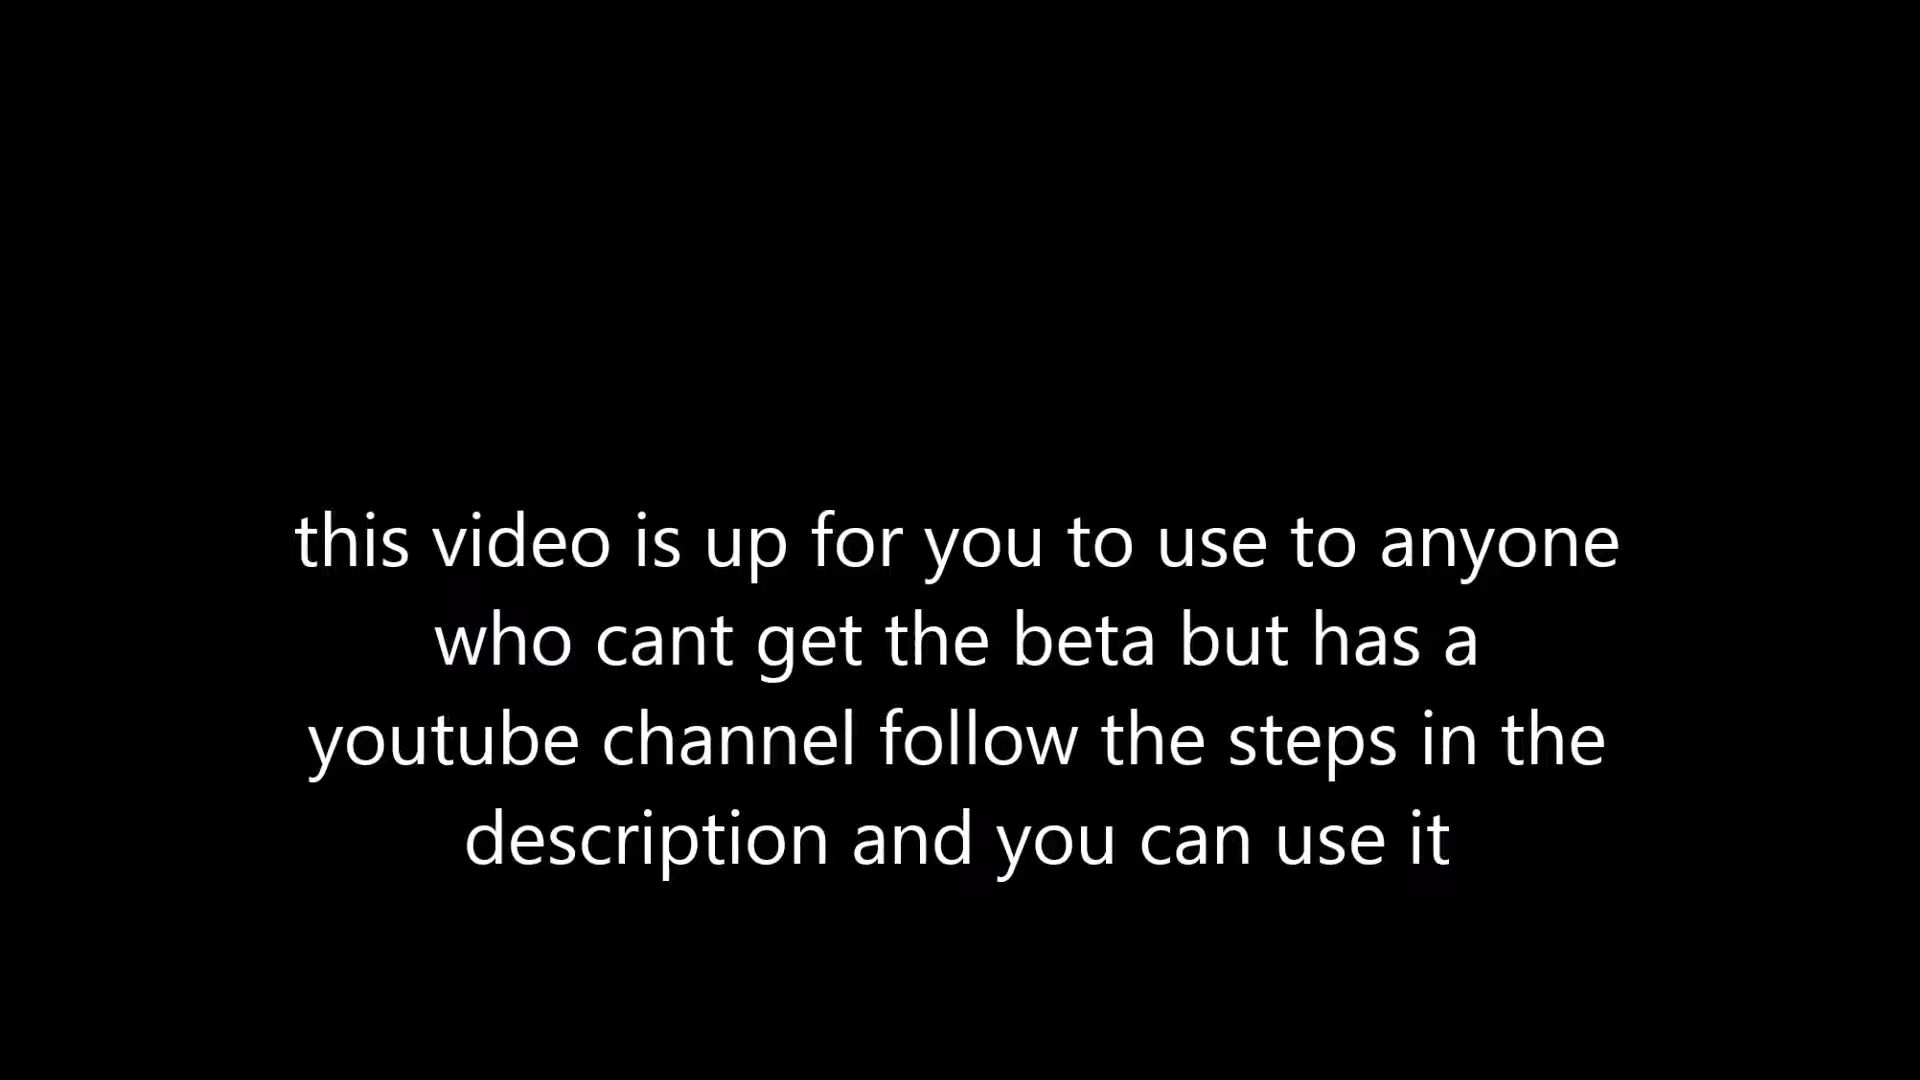 this video is up for you to use to anyone
who cant get the beta but has a
youtube channel follow the steps in the
description and you can use it